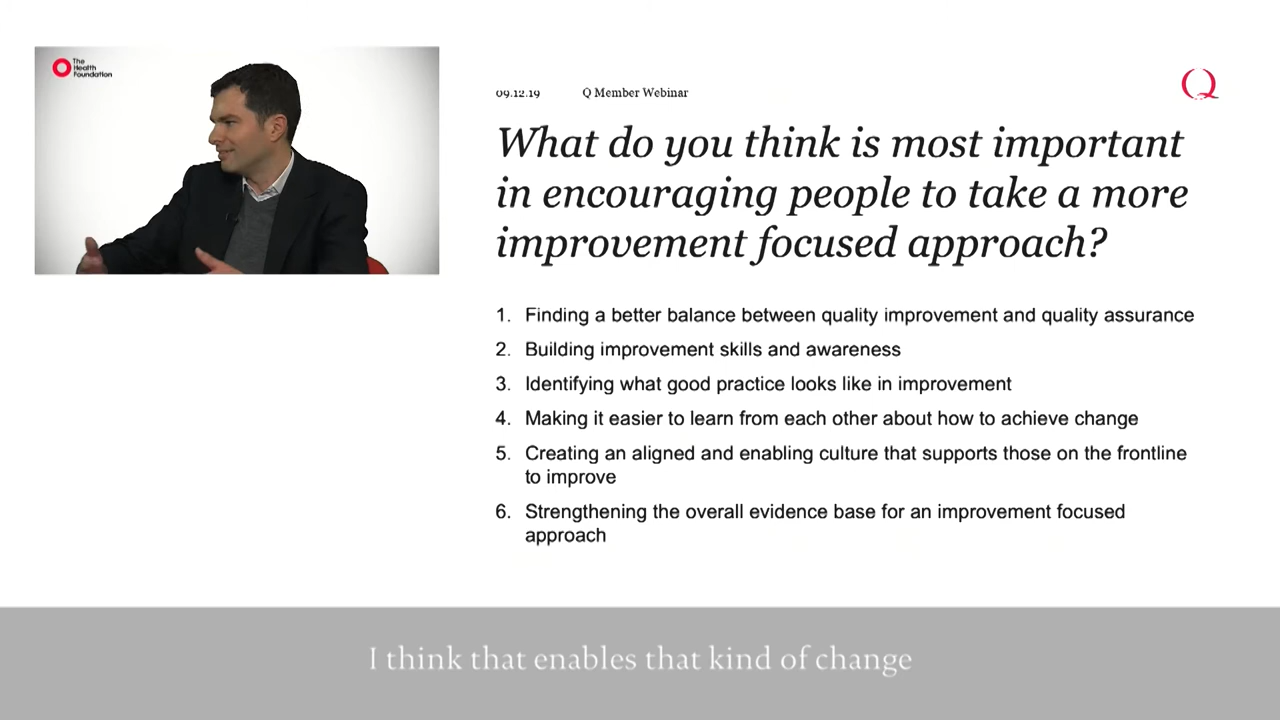 The
Health
Foundation
09.12.19 Q Member Webinar
Q
What do you think is most important
in encouraging people to take a more
improvement focused approach?
1. Finding a better balance between quality improvement and quality assurance
2. Building improvement skills and awareness
3. Identifying what good practice looks like in improvement
4. Making it easier to learn from each other about how to achieve change
5. Creating an aligned and enabling culture that supports those on the frontline
to improve
6. Strengthening the overall evidence base for an improvement focused
approach
I think that enables that kind of change